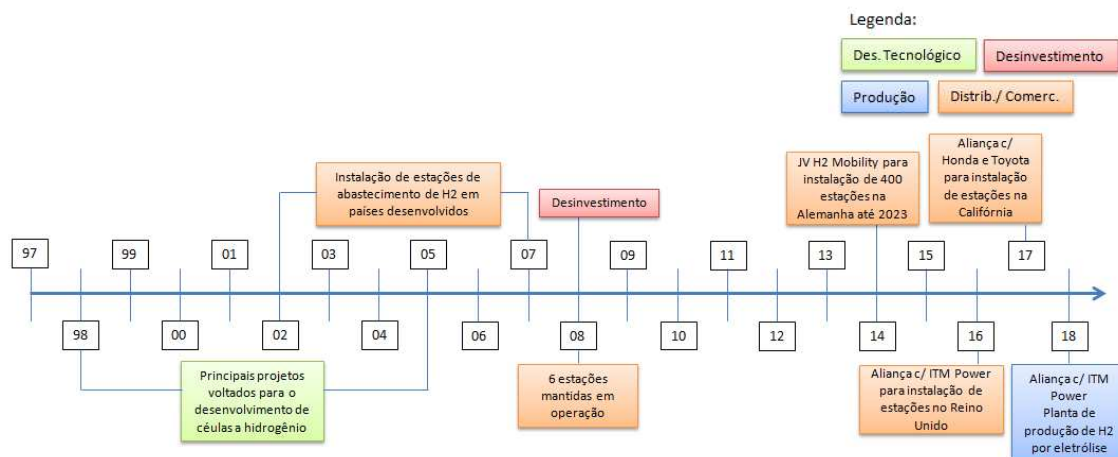 Legenda:
Des. Tecnológico
Desinvestimento
Produção
Distrib./ Comerc.
Instalação de estações de
abastecimento de H2 em
países desenvolvidos
Desinvestimento
JV H2 Mobility para
instalação de 400
estações na
Alemanha até 2023
Aliança c/
Honda e Toyota
para instalação
de estações na
Califórnia
97
99
01
03
05
07
09
11
13
15
17
98
00
02
04
06
08
10
12
14
16
18
Principais projetos
voltados para o
desenvolvimento de
células a hidrogênio
6 estações
mantidas em
operação
Aliança c/ ITM Power
para instalação de
estações no Reino
Unido
Aliança c/ ITM
Power
Planta de
produção de H2
por eletrólise